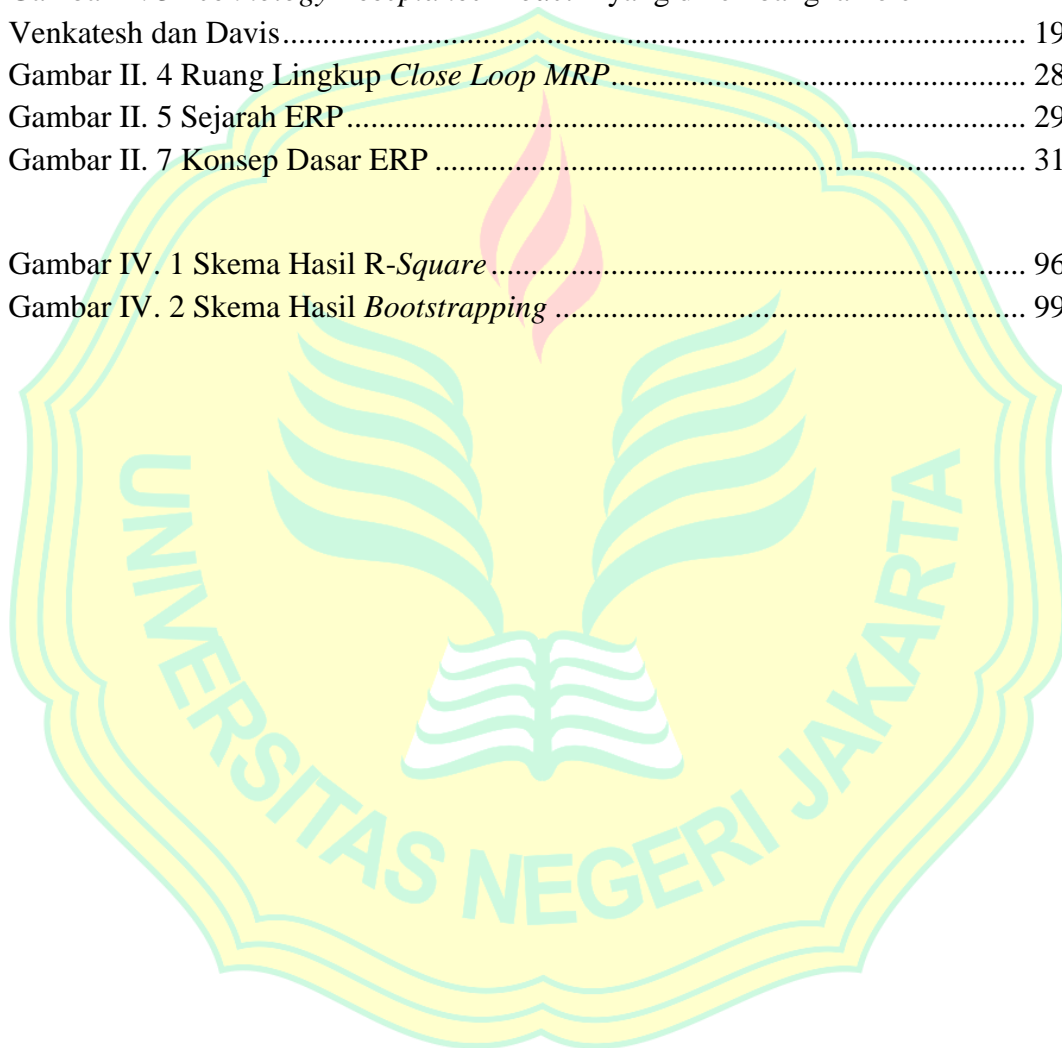 Venkatesh dan Davis.......................................................................................... 19
Gambar II. 4 Ruang Lingkup Close Loop MRP.................................................. 28
Gambar II. 5 Sejarah ERP.................................................................................. 29
Gambar II. 7 Konsep Dasar ERP ....................................................................... 31
Gambar IV. 1 Skema Hasil R-Square ................................................................ 96
Gambar IV. 2 Skema Hasil Bootstrapping ......................................................... 99
UNIVERSITAS NEGERI JAKARTA